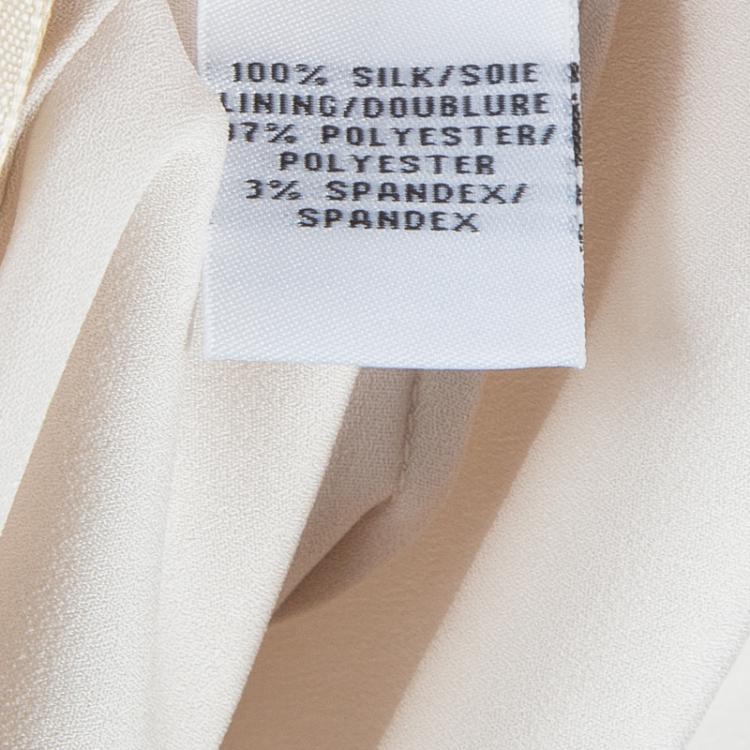 100% SILK/SOIE
LINING/DOUBLURE
97% POLYESTER/
POLYESTER
3% SPANDEX/
SPANDEX